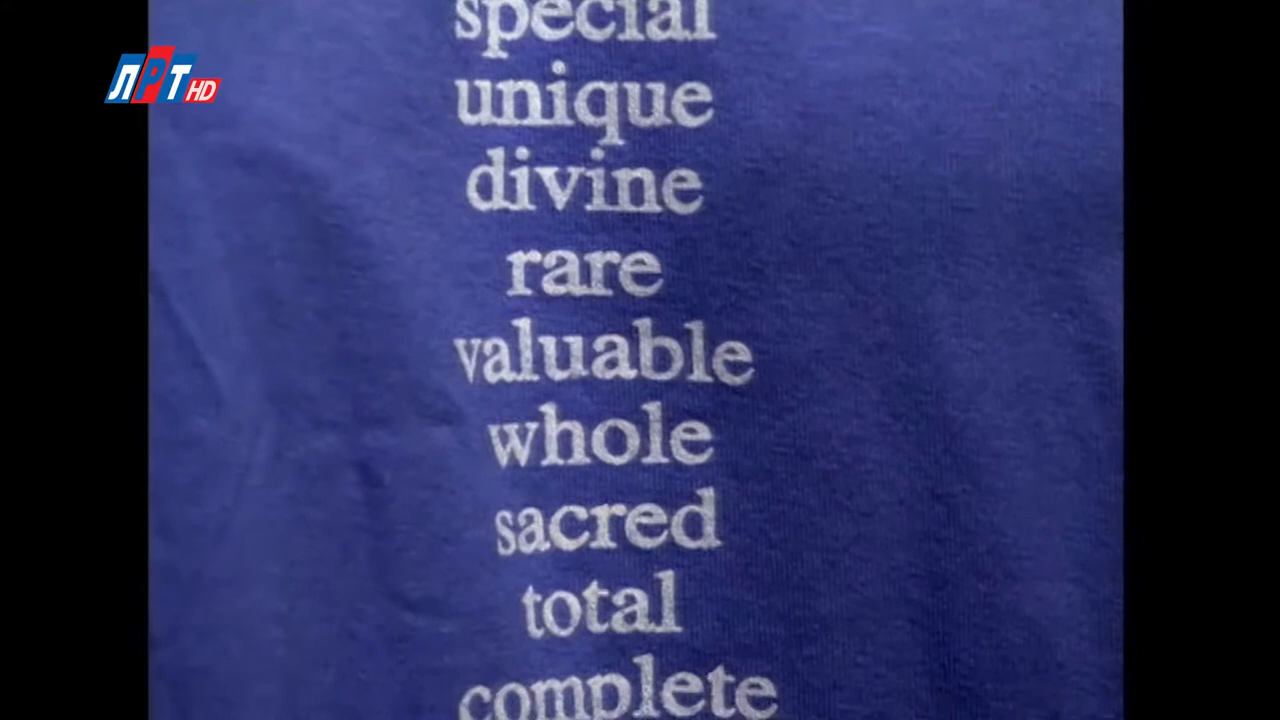 ЛРТ HD
special
unique
divine
rare
valuable
whole
sacred
total
complete